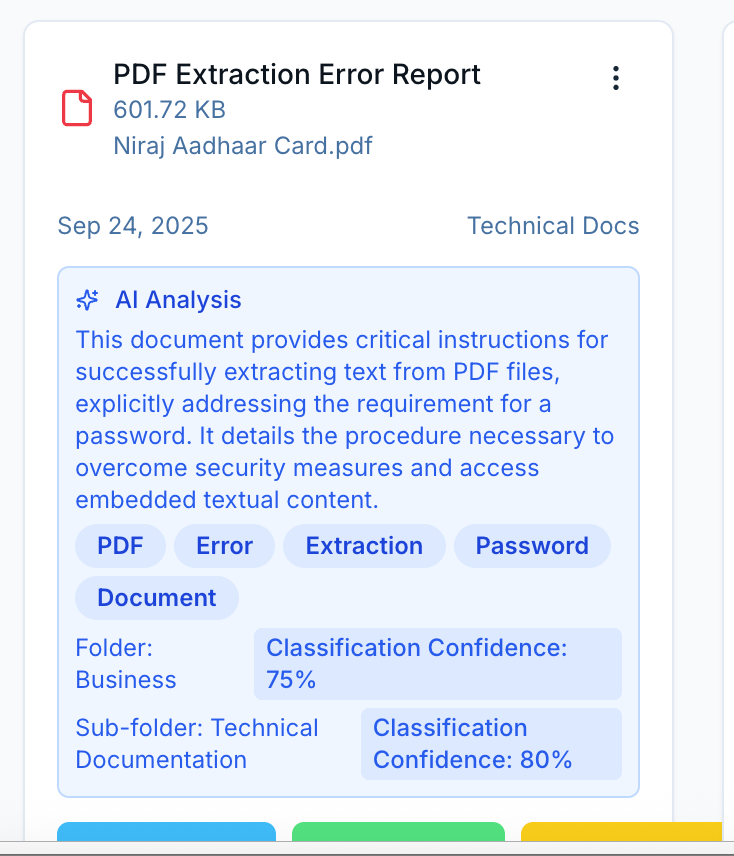 PDF Extraction Error Report
601.72 KB
Niraj Aadhaar Card.pdf
Sep 24, 2025
Technical Docs
AI Analysis
This document provides critical instructions for
successfully extracting text from PDF files,
explicitly addressing the requirement for a
password. It details the procedure necessary to
overcome security measures and access
embedded textual content.
PDF
Error
Extraction
Password
Document
Folder:
Business
Classification Confidence:
75%
Sub-folder: Technical
Documentation
Classification
Confidence: 80%